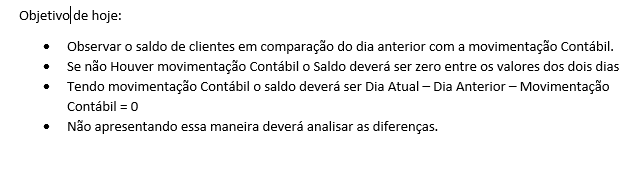 Objetivo de hoje:
• Observar o saldo de clientes em comparação do dia anterior com a movimentação Contábil.
• Se não Houver movimentação Contábil o Saldo deverá ser zero entre os valores dos dois dias
• Tendo movimentação Contábil o saldo deverá ser Dia Atual – Dia Anterior – Movimentação
Contábil = 0
• Não apresentando essa maneira deverá analisar as diferenças.